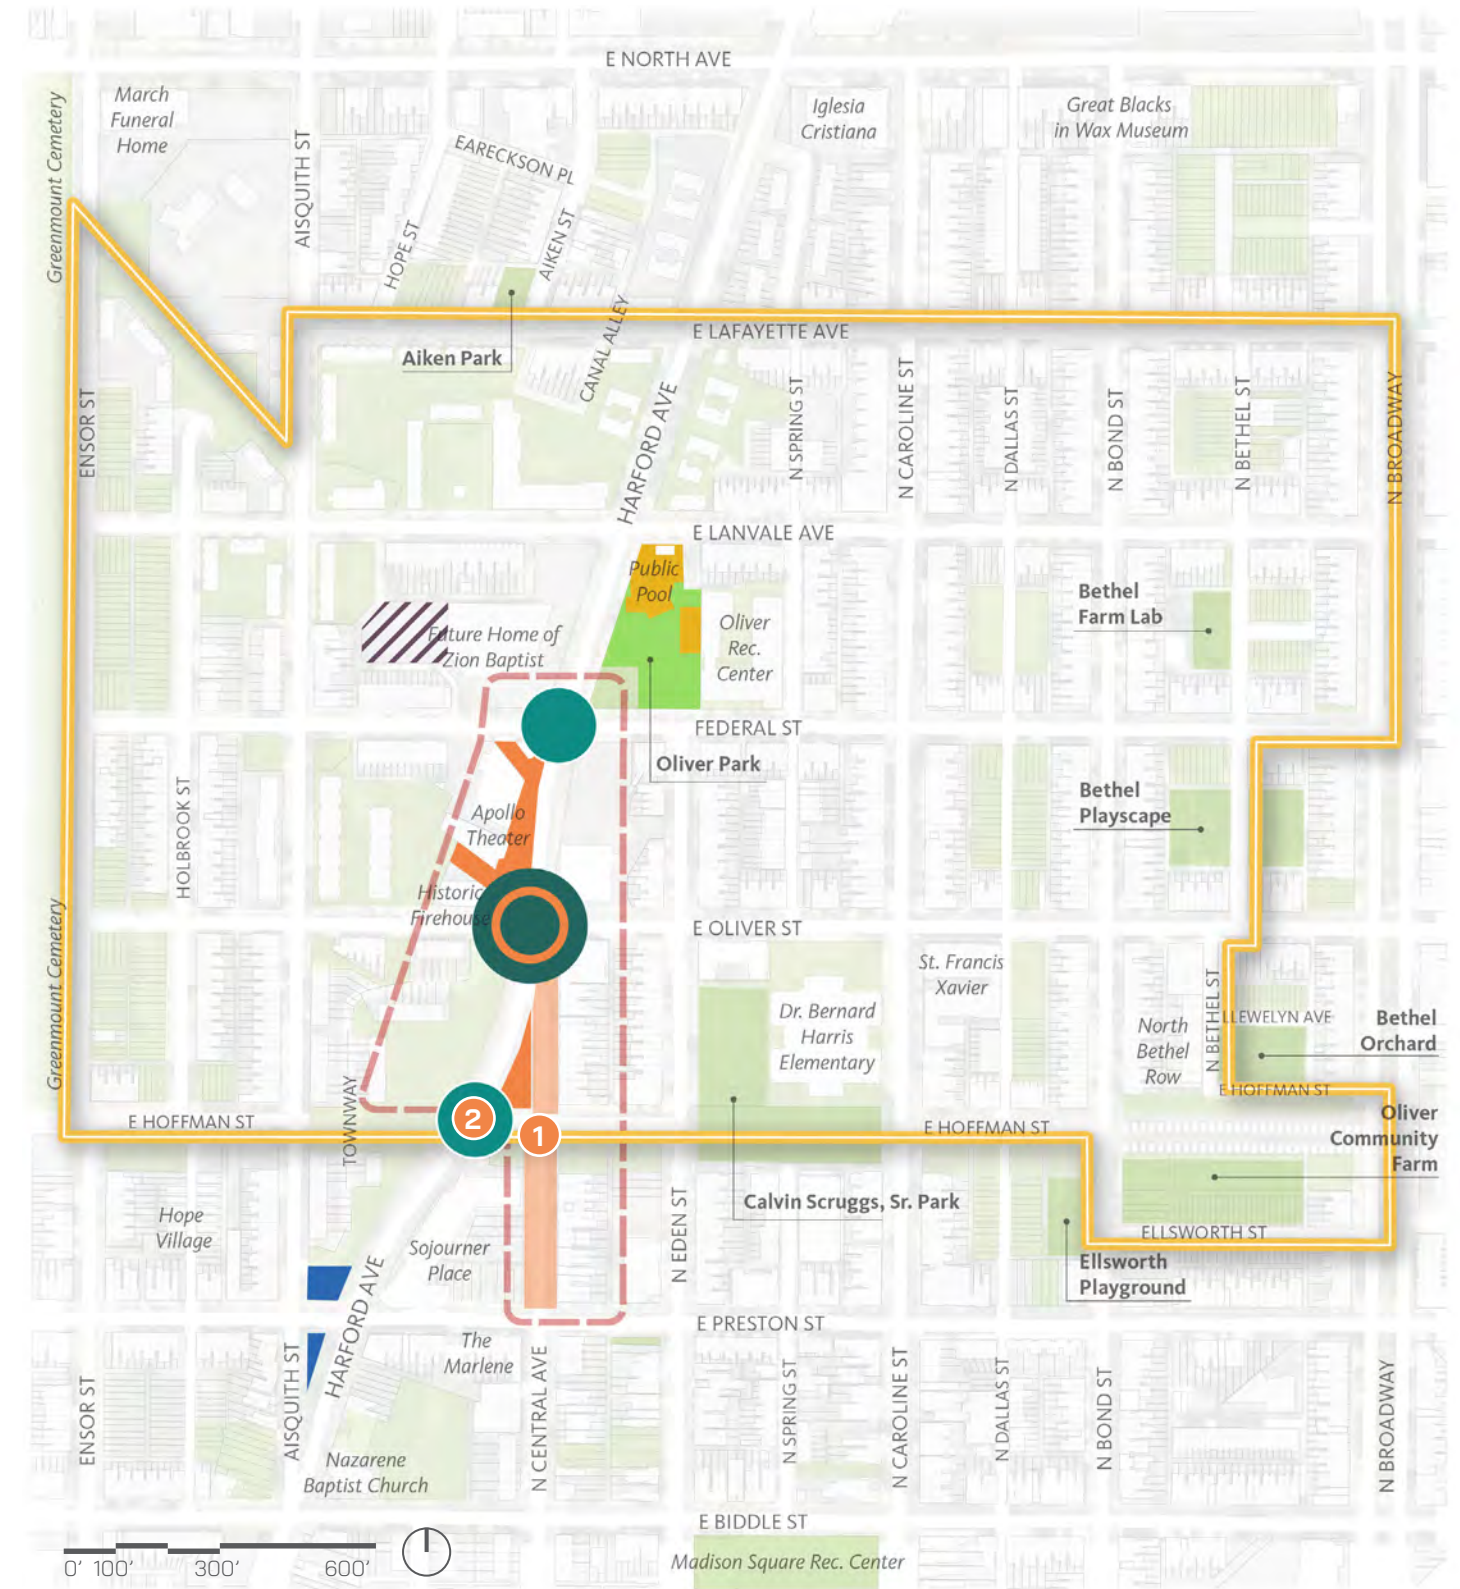 E NORTH AVE
March
Funeral
Home
Iglesia
Cristiana
Great Blacks
in Wax Museum
Greenmount Cemetery
AISQUITH ST
EARECKSON PL
HOPE ST
AIKEN ST
CANAL ALLEY
E LAFAYETTE AVE
Aiken Park
ENSOR ST
HARFORD AVE
N SPRING ST
N CAROLINE ST
N DALLAS ST
N BOND ST
N BETHEL ST
N BROADWAY
E LANVALE AVE
Public
Pool
Bethel
Farm Lab
Future Home of
Zion Baptist
Oliver
Rec.
Center
FEDERAL ST
Oliver Park
HOLBROOK ST
Apollo
Theater
Bethel
Playscape
Historic
Firehouse
Greenmount Cemetery
E OLIVER ST
St. Francis
Xavier
Dr. Bernard
Harris
Elementary
North
Bethel
Row
N BETHEL ST
LLEWELYN AVE
Bethel
Orchard
E HOFFMAN ST
TOWNWAY
E HOFFMAN ST
2
1
E HOFFMAN ST
Oliver
Community
Farm
Hope
Village
Sojourner
Place
N EDEN ST
Calvin Scruggs, Sr. Park
ELLSWORTH ST
Ellsworth
Playground
HARFORD AVE
E PRESTON ST
The
Marlene
ENSOR ST
AISQUITH ST
N CENTRAL AVE
N SPRING ST
N CAROLINE ST
N DALLAS ST
N BOND ST
N BROADWAY
Nazarene
Baptist Church
E BIDDLE ST
Madison Square Rec. Center
0' 100' 300' 600'